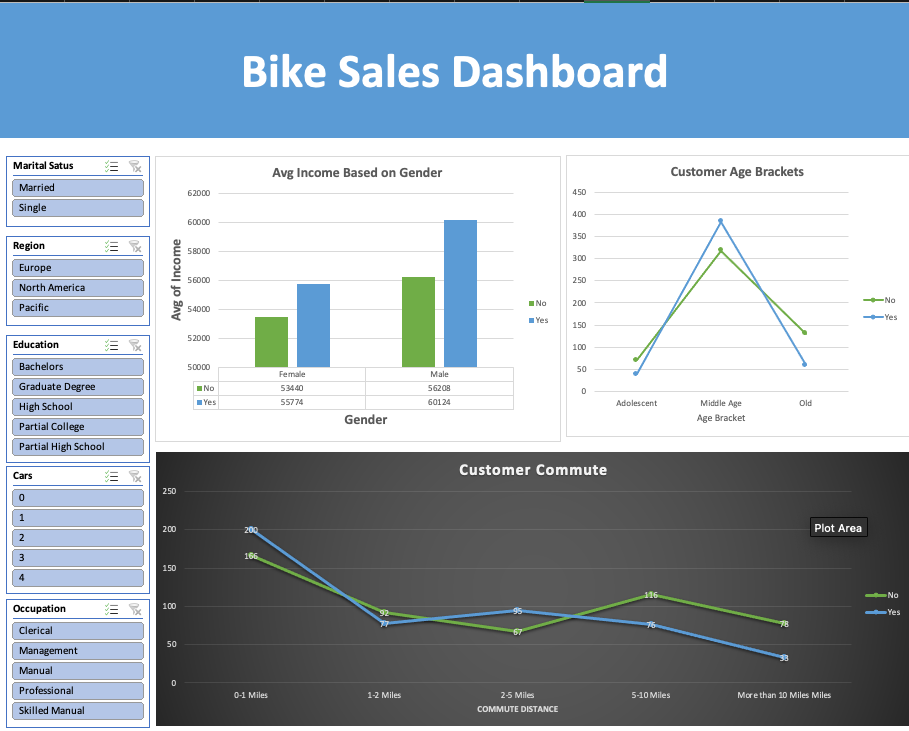 Bike Sales Dashboard
Marital Satus
Married
Single
Region
Europe
North America
Pacific
Education
Bachelors
Graduate Degree
High School
Partial College
Partial High School
Cars
0
1
2
3
4
Occupation
Clerical
Management
Manual
Professional
Skilled Manual
Avg Income Based on Gender
Avg of Income
62000
60000
58000
56000
54000
52000
50000
Female Male
No 53440 56208
Yes 55774 60124
Gender
No
Yes
Customer Age Brackets
450
400
350
300
250
200
150
100
50
0
Adolescent Middle Age Old
Age Bracket
No
Yes
Customer Commute
250
200
150
100
50
0
200
166
92
77
95
67
116
76
78
33
0-1 Miles 1-2 Miles 2-5 Miles 5-10 Miles More than 10 Miles Miles
COMMUTE DISTANCE
Plot Area
No
Yes